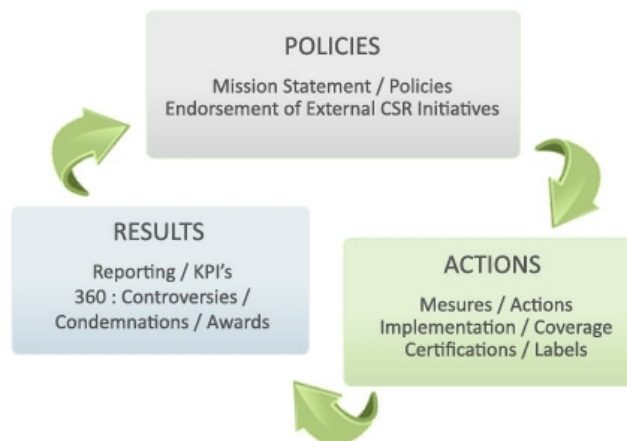 POLICIES
Mission Statement / Policies
Endorsement of External CSR Initiatives
RESULTS
Reporting / KPI's
360 : Controversies /
Condemnations / Awards
ACTIONS
Mesures / Actions
Implementation / Coverage
Certifications / Labels